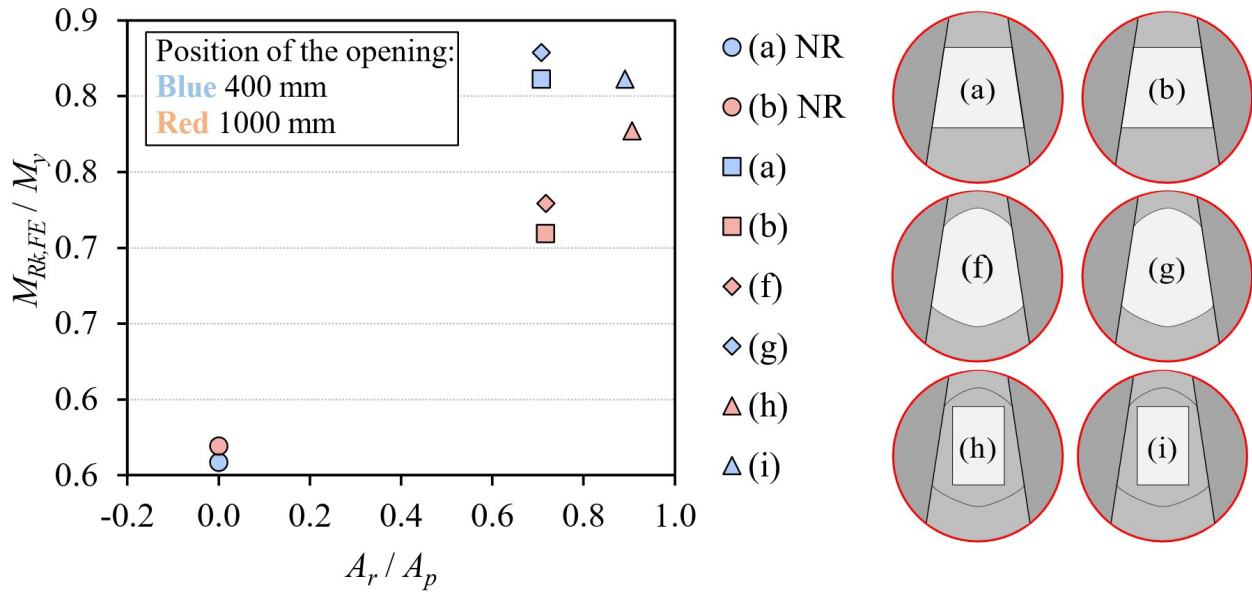 0.9
0.8
0.8
0.7
0.7
0.6
0.6
M_{Rk,FE} / M_y
Position of the opening:
Blue 400 mm
Red 1000 mm
-0.2 0.0 0.2 0.4 0.6 0.8 1.0
A_r / A_p
(a) NR
(b) NR
(a)
(b)
(f)
(g)
(h)
(i)
(a) (b)
(f) (g)
(h) (i)